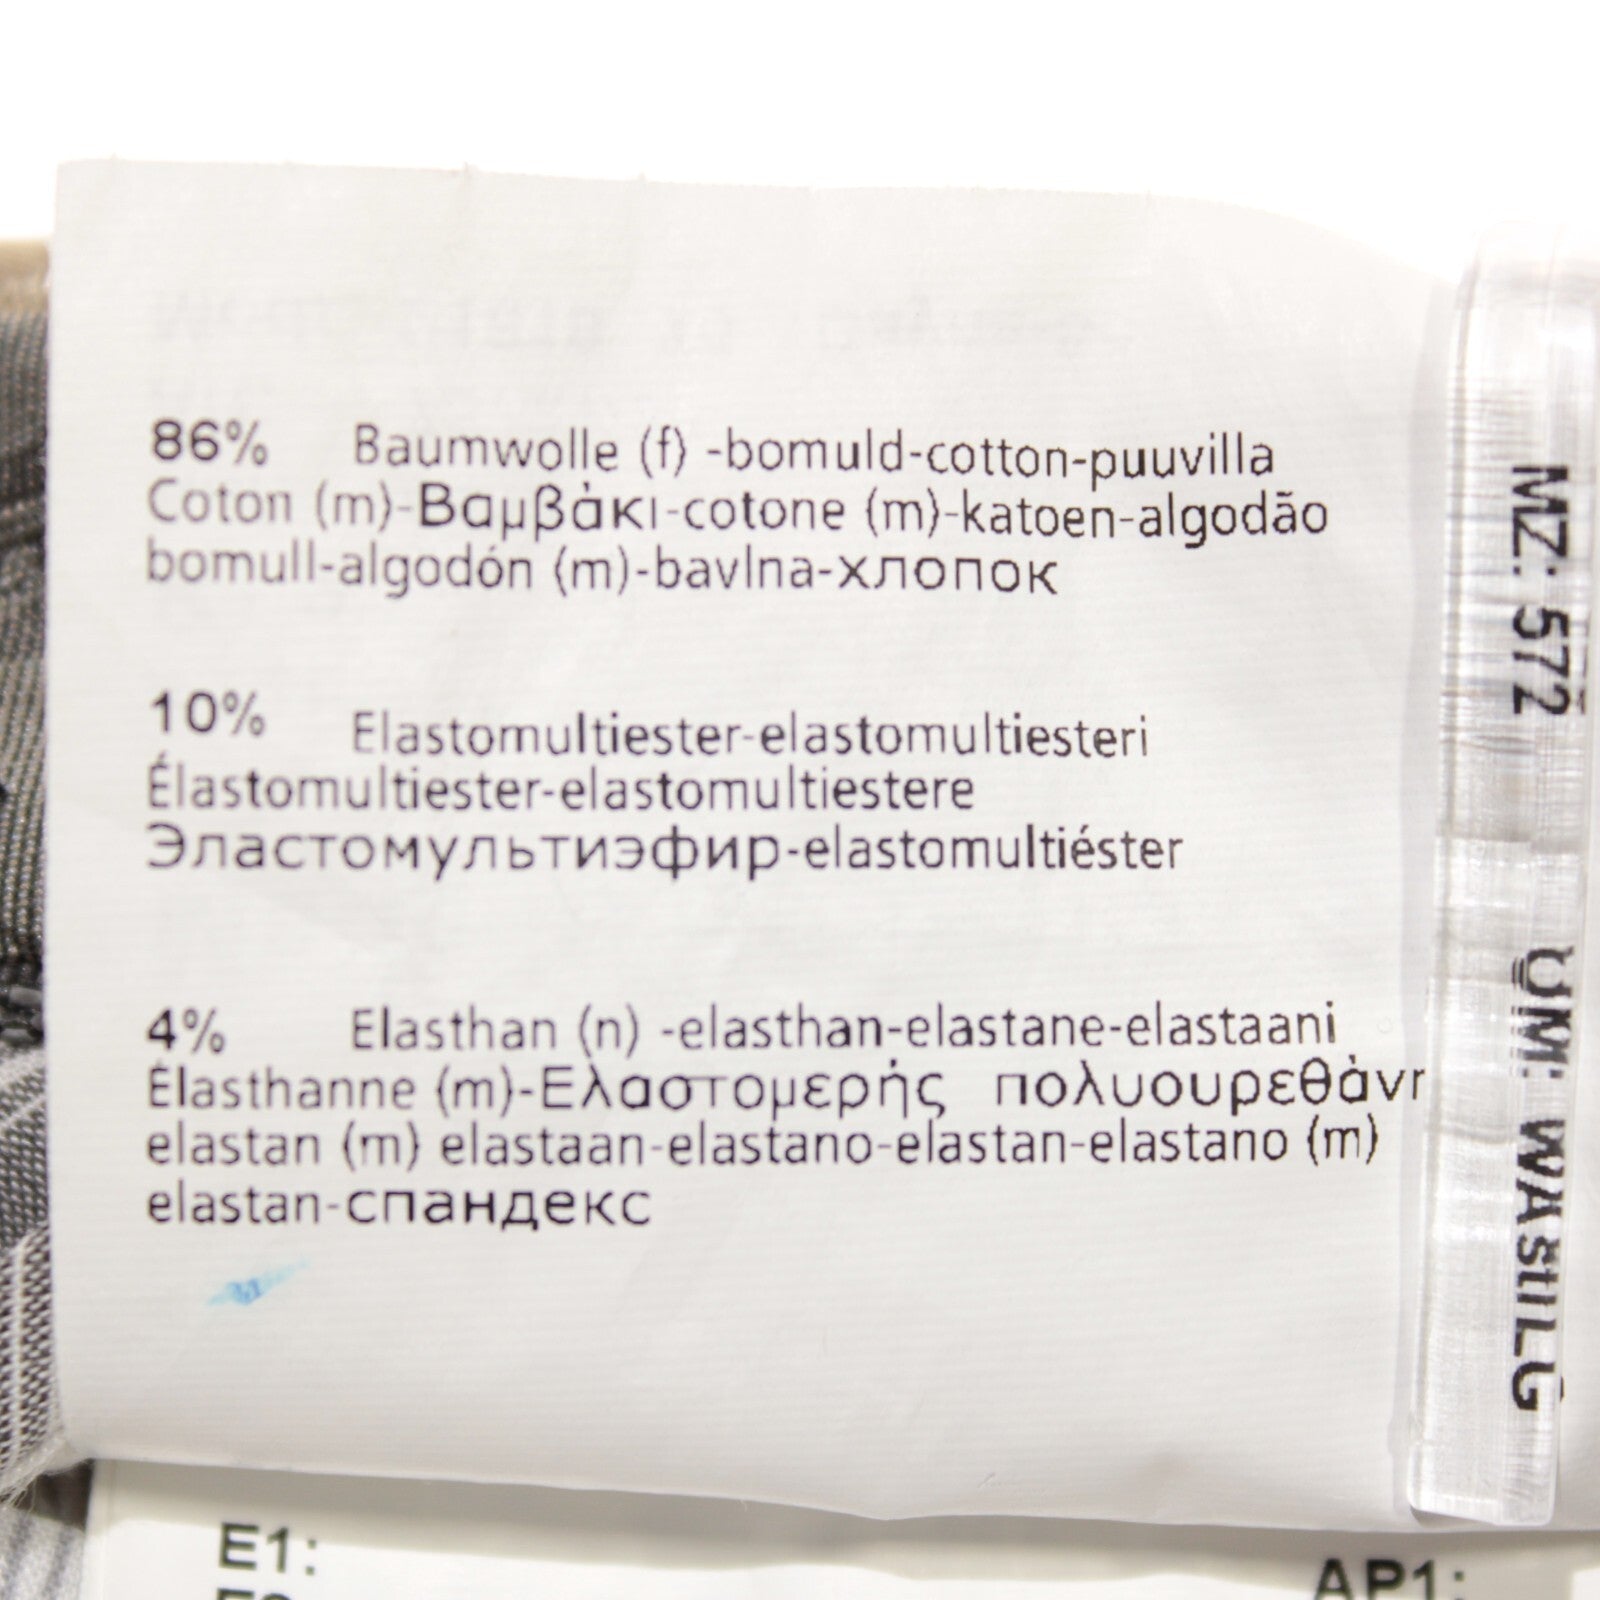 86% Baumwolle (f) -bomuld-cotton-puuvilla
Coton (m)-Βαμβάκι-cotone (m)-katoen-algodão
bomull-algodón (m)-bavlna-хлопок
10% Elastomultiester-elastomultiesteri
Élastomultiester-elastomultiestere
Эластомультиэфир-elastomultiéster
4% Elasthan (n) -elasthan-elastane-elastaani
Élasthanne (m)-Ελαστομερής πολυουρεθάνη
elastan (m) elastaan-elastano-elastan-elastano (m)
elastan-спандекс
MZ: 572
UM: WAStILG
E1:
AP1: